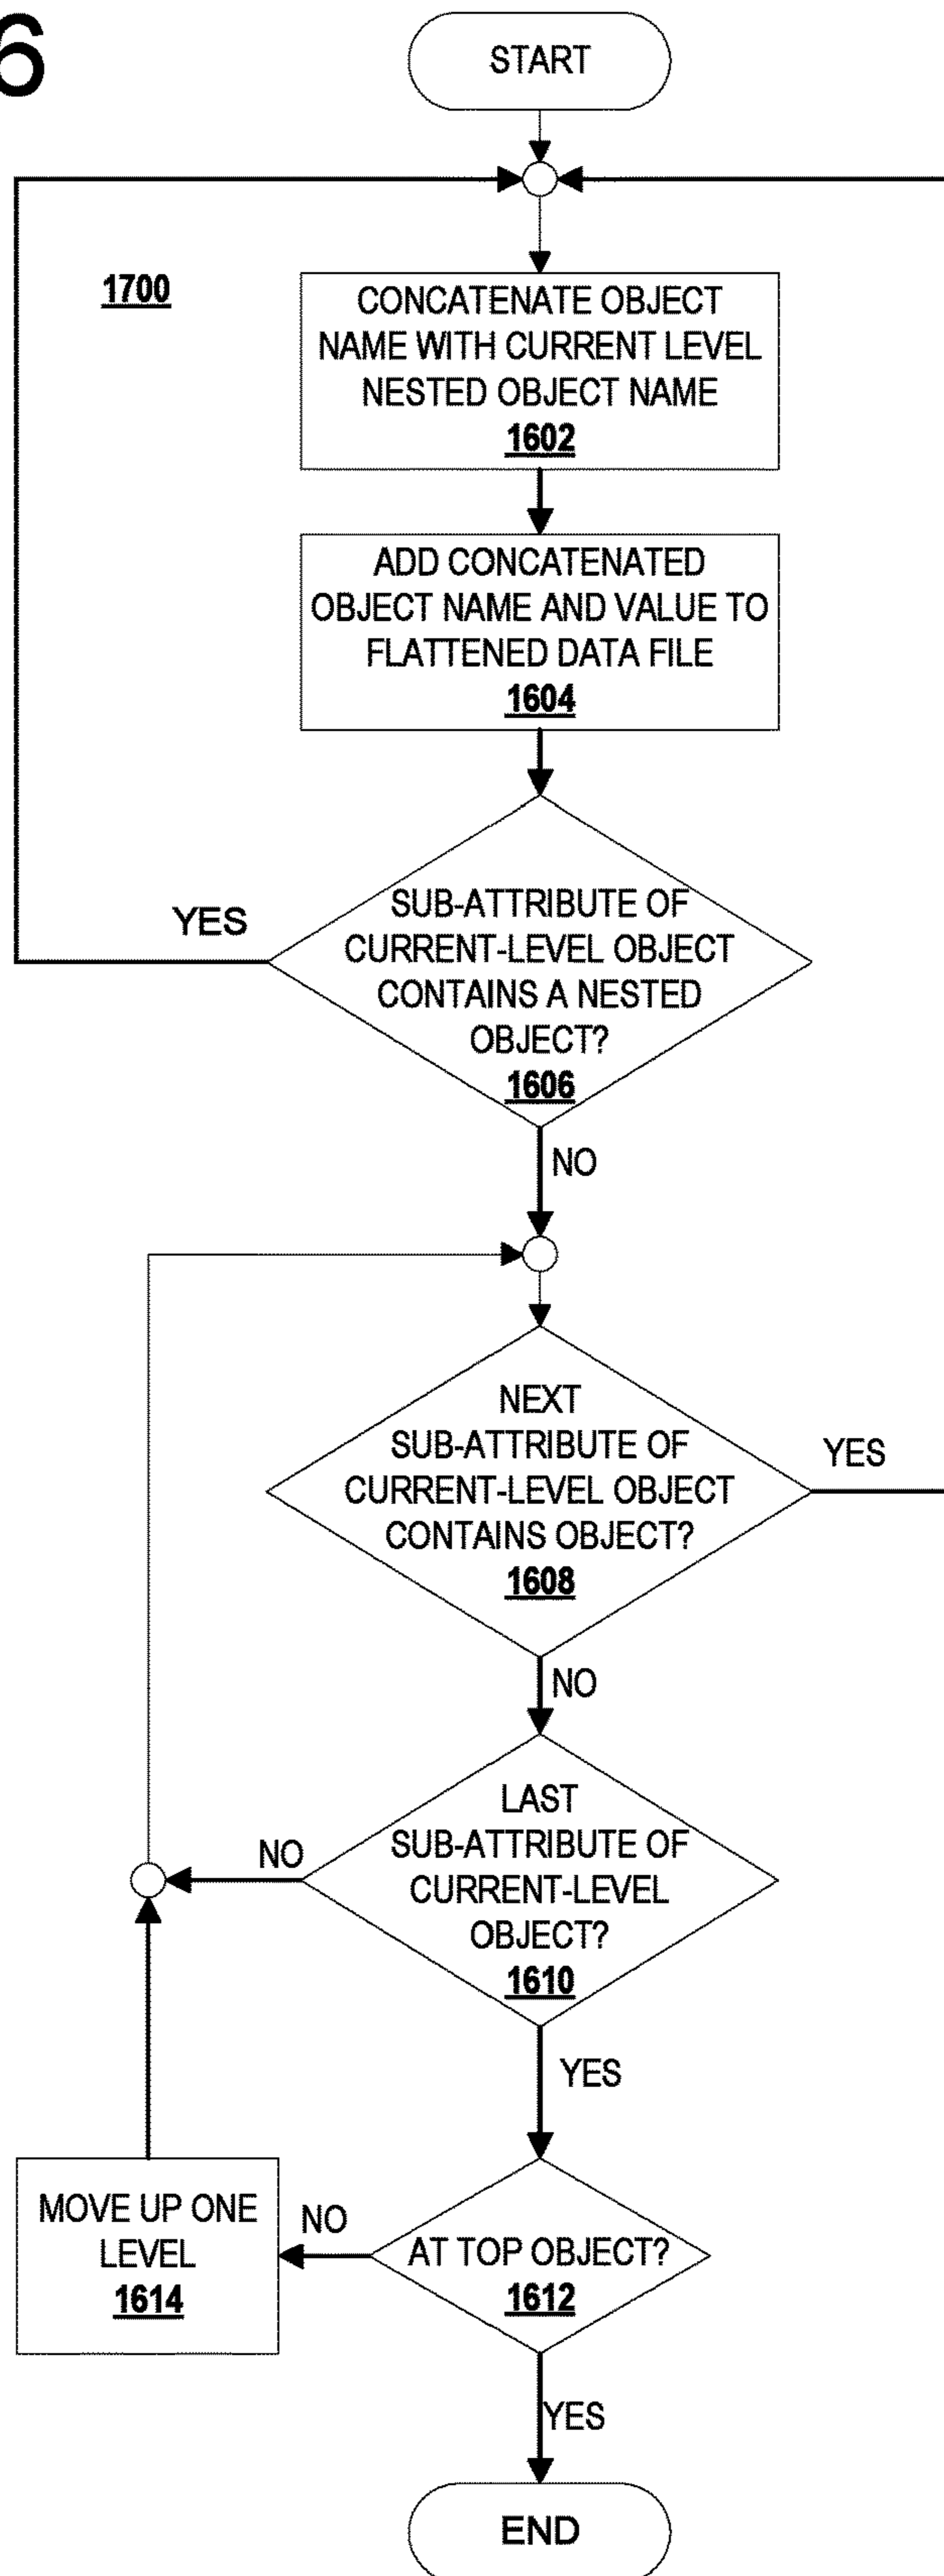 6
START
1700
CONCATENATE OBJECT
NAME WITH CURRENT LEVEL
NESTED OBJECT NAME
1602
ADD CONCATENATED
OBJECT NAME AND VALUE TO
FLATTENED DATA FILE
1604
YES
SUB-ATTRIBUTE OF
CURRENT-LEVEL OBJECT
CONTAINS A NESTED
OBJECT?
1606
NO
NEXT
SUB-ATTRIBUTE OF
CURRENT-LEVEL OBJECT
CONTAINS OBJECT?
1608
YES
NO
LAST
SUB-ATTRIBUTE OF
CURRENT-LEVEL
OBJECT?
1610
NO
YES
MOVE UP ONE
LEVEL
1614
NO
AT TOP OBJECT?
1612
YES
END